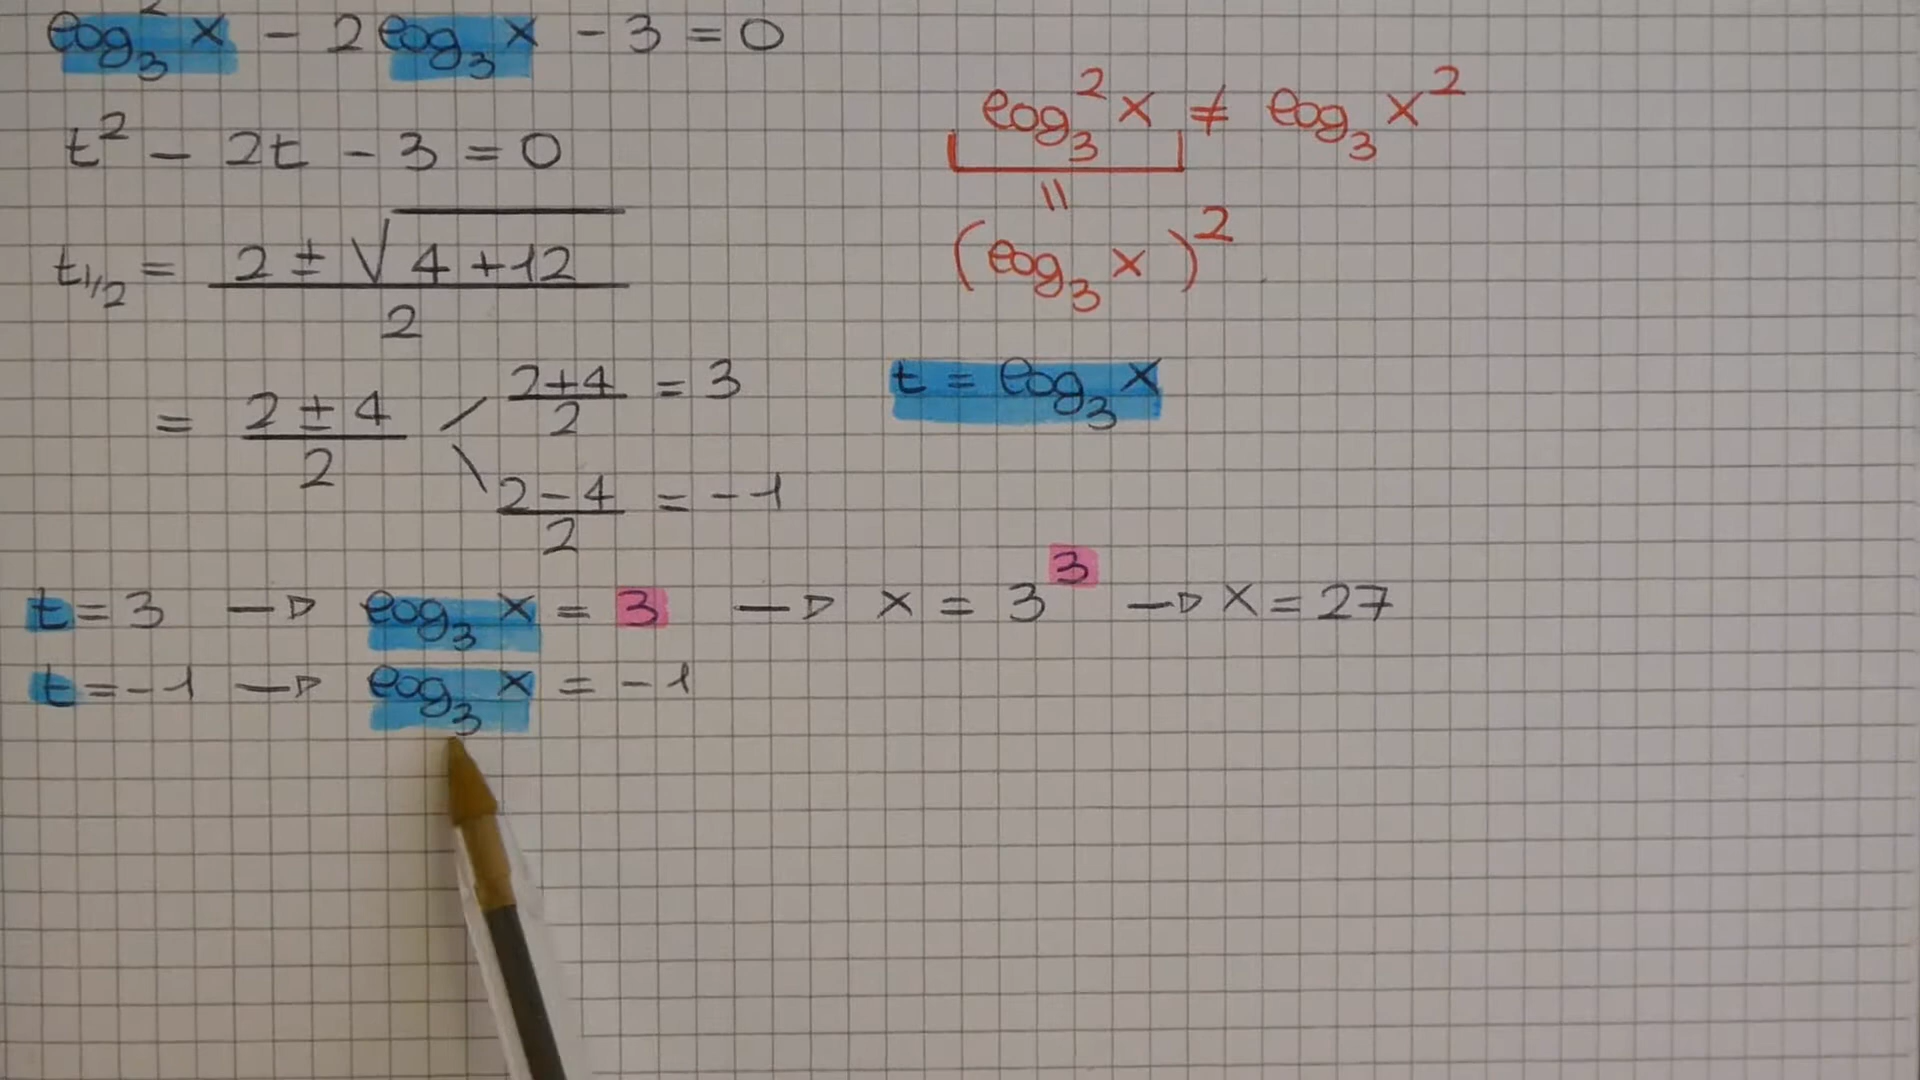 log₃² x - 2 log₃ x - 3 = 0
t² - 2t - 3 = 0
t₁/₂ = (2 ± √(4 + 12)) / 2
= (2 ± 4) / 2
(2+4) / 2 = 3
(2-4) / 2 = -1
log₃² x ≠ log₃ x²
=
(log₃ x)²
t = log₃ x
t = 3 → log₃ x = 3 → x = 3³ → x = 27
t = -1 → log₃ x = -1